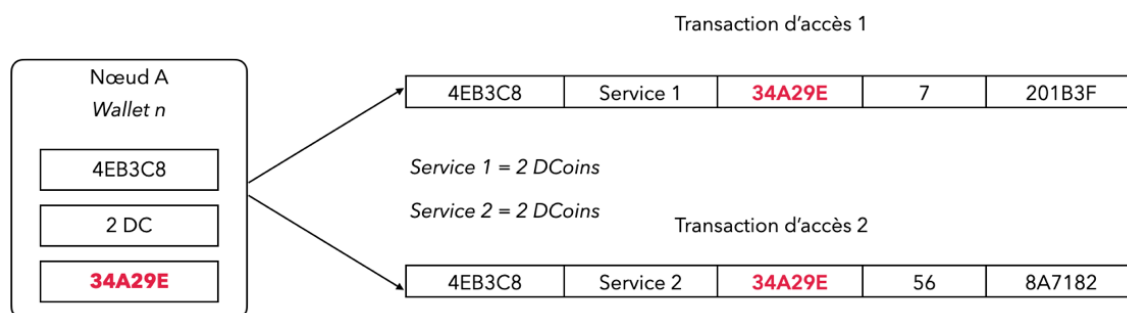 Transaction d'accès 1
Nœud A
Wallet n
4EB3C8
2 DC
34A29E
4EB3C8 Service 1 34A29E 7 201B3F
Service 1 = 2 DCoins
Service 2 = 2 DCoins
Transaction d'accès 2
4EB3C8 Service 2 34A29E 56 8A7182